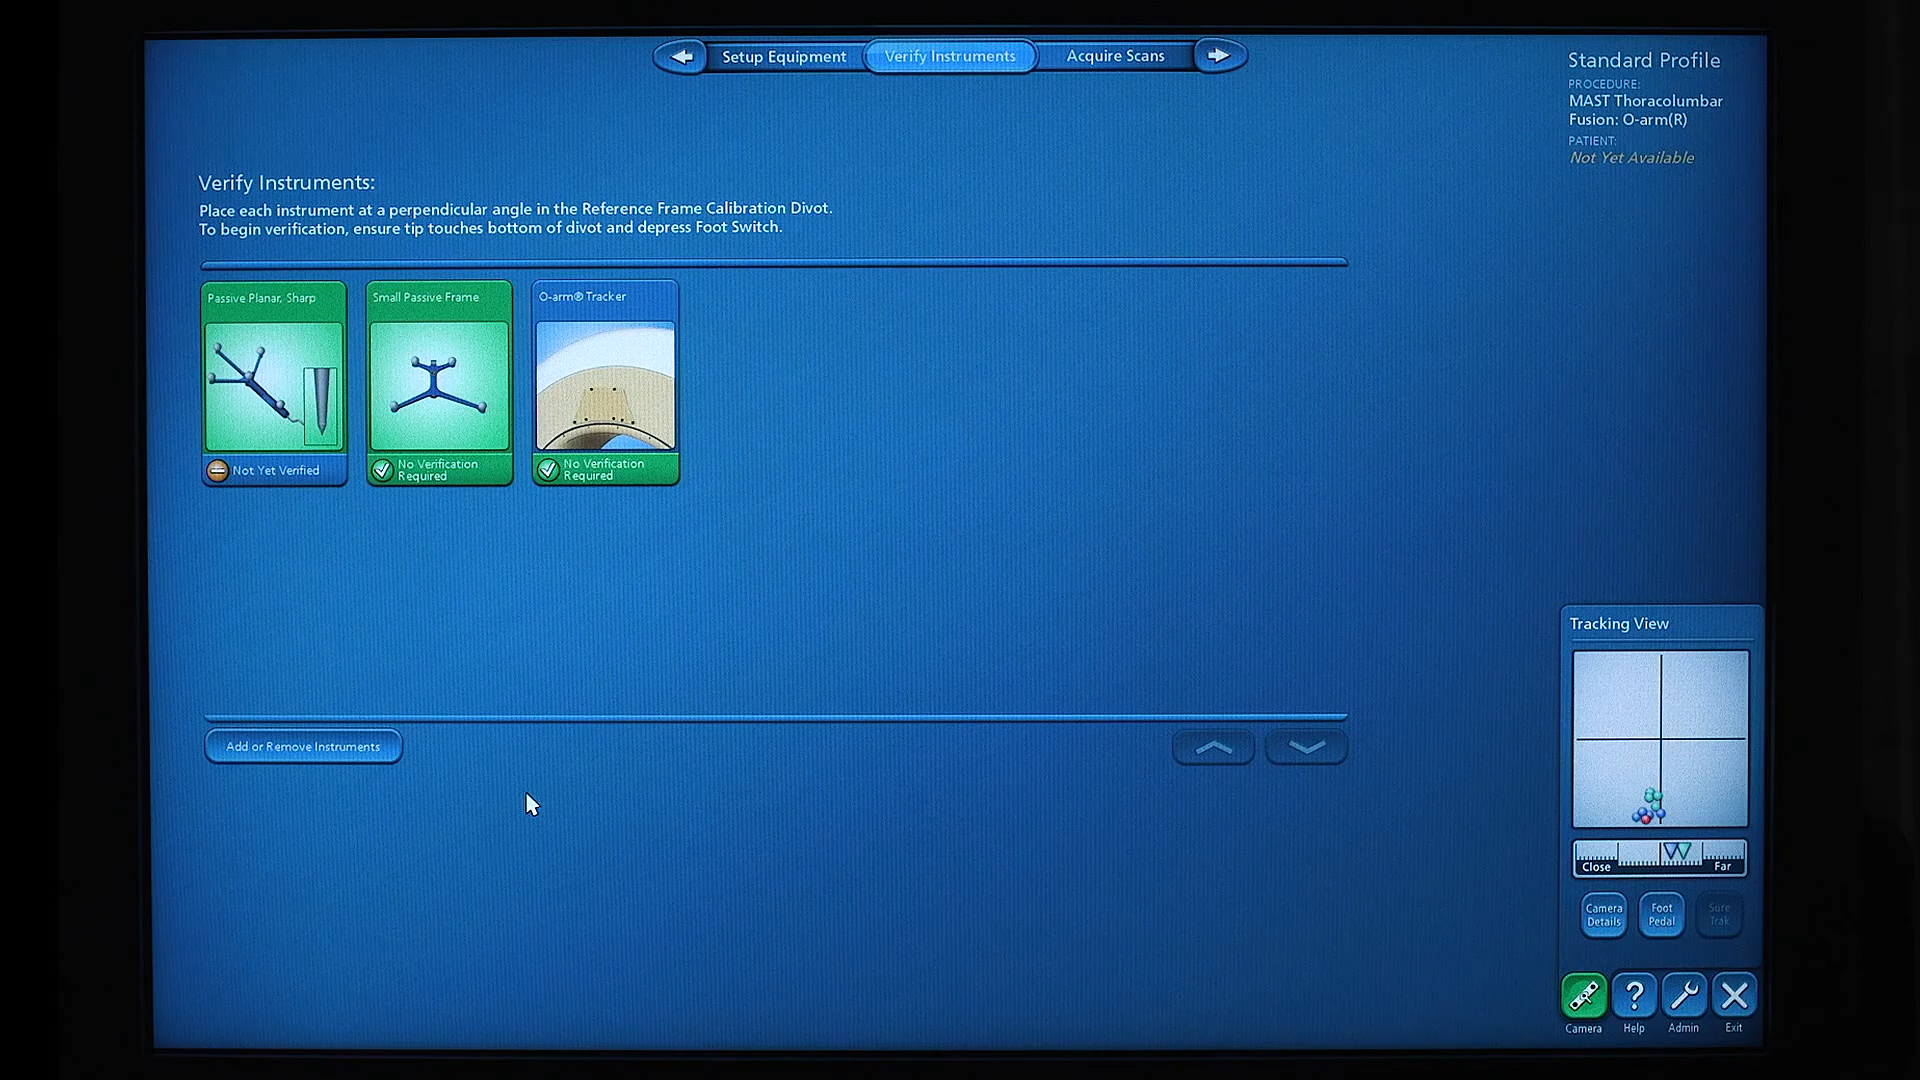 Setup Equipment
Verify Instruments
Acquire Scans
Standard Profile
PROCEDURE:
MAST Thoracolumbar
Fusion: O-arm(R)
PATIENT:
Not Yet Available
Verify Instruments:
Place each instrument at a perpendicular angle in the Reference Frame Calibration Divot.
To begin verification, ensure tip touches bottom of divot and depress Foot Switch.
Passive Planar, Sharp
Not Yet Verified
Small Passive Frame
No Verification
Required
O-arm® Tracker
No Verification
Required
Add or Remove Instruments
Tracking View
Close
Far
Camera
Details
Foot
Pedal
Sure
Trak
Camera
Help
Admin
Exit